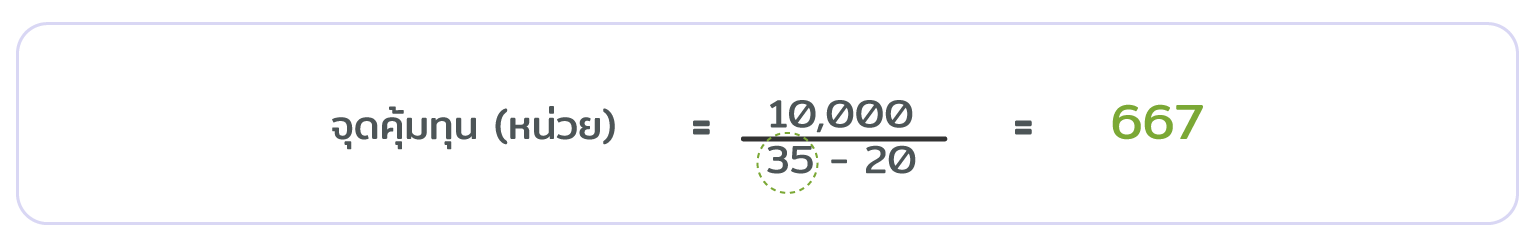 จุดคุ้มทุน (หน่วย) = 10,000 = 667
35 - 20